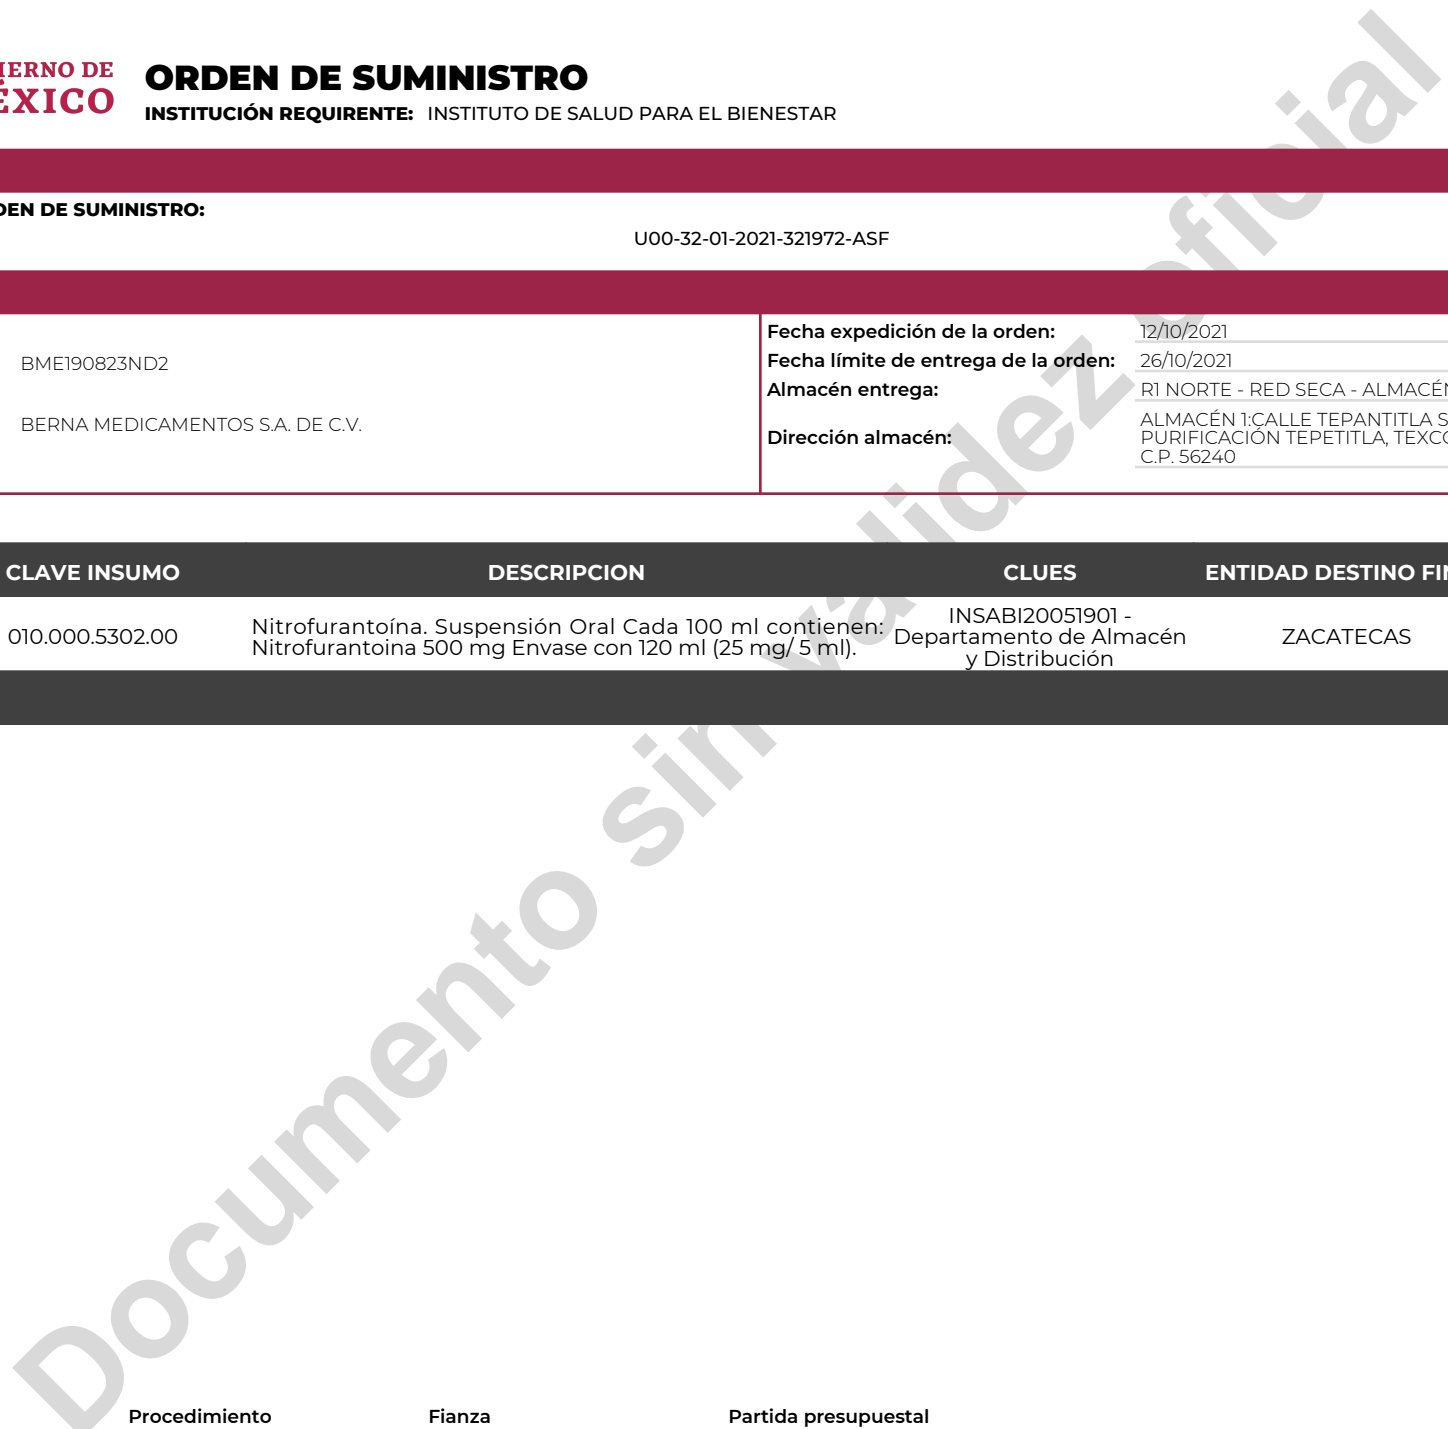 IERNO DE
ÉXICO
ORDEN DE SUMINISTRO
INSTITUCIÓN REQUIRENTE: INSTITUTO DE SALUD PARA EL BIENESTAR
DEN DE SUMINISTRO:
U00-32-01-2021-321972-ASF
BME190823ND2
BERNA MEDICAMENTOS S.A. DE C.V.
Fecha expedición de la orden: 12/10/2021
Fecha límite de entrega de la orden: 26/10/2021
Almacén entrega: R1 NORTE - RED SECA - ALMACÉN
Dirección almacén: ALMACÉN 1:CALLE TEPANTITLA S
PURIFICACIÓN TEPETITLA, TEXCO
C.P. 56240
CLAVE INSUMO DESCRIPCION CLUES ENTIDAD DESTINO FIN
010.000.5302.00
Nitrofurantoína. Suspensión Oral Cada 100 ml contienen:
Nitrofurantoina 500 mg Envase con 120 ml (25 mg/ 5 ml).
INSABI20051901 -
Departamento de Almacén
y Distribución
ZACATECAS
Documento sin validez oficial
Procedimiento Fianza Partida presupuestal